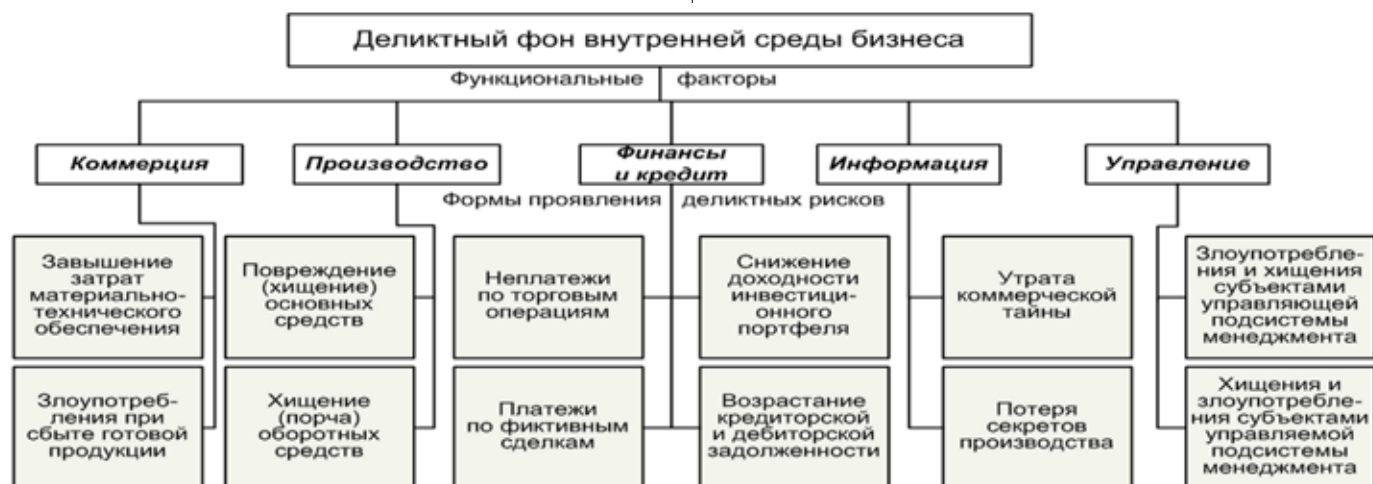 Деликтный фон внутренней среды бизнеса
Функциональные факторы
Коммерция
Производство
Финансы
и кредит
Информация
Управление
Формы проявления деликтных рисков
Завышение
затрат
материально-
технического
обеспечения
Повреждение
(хищение)
основных
средств
Неплатежи
по торговым
операциям
Снижение
доходности
инвестици-
онного
портфеля
Утрата
коммерческой
тайны
Злоупотребле-
ния и хищения
субъектами
управляющей
подсистемы
менеджмента
Злоупотреб-
ления при
сбыте готовой
продукции
Хищение
(порча)
оборотных
средств
Платежи
по фиктивным
сделкам
Возрастание
кредиторской
и дебиторской
задолженности
Потеря
секретов
производства
Хищения и
злоупотребле-
ния субъектами
управляемой
подсистемы
менеджмента